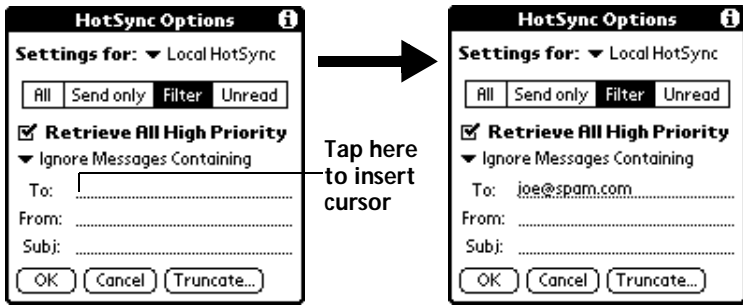 HotSync Options
Settings for: Local HotSync
All Send only Filter Unread
Retrieve All High Priority
Ignore Messages Containing
To:
From:
Subj:
OK Cancel Truncate...
Tap here
to insert
cursor
HotSync Options
Settings for: Local HotSync
All Send only Filter Unread
Retrieve All High Priority
Ignore Messages Containing
To: joe@spam.com
From:
Subj:
OK Cancel Truncate...